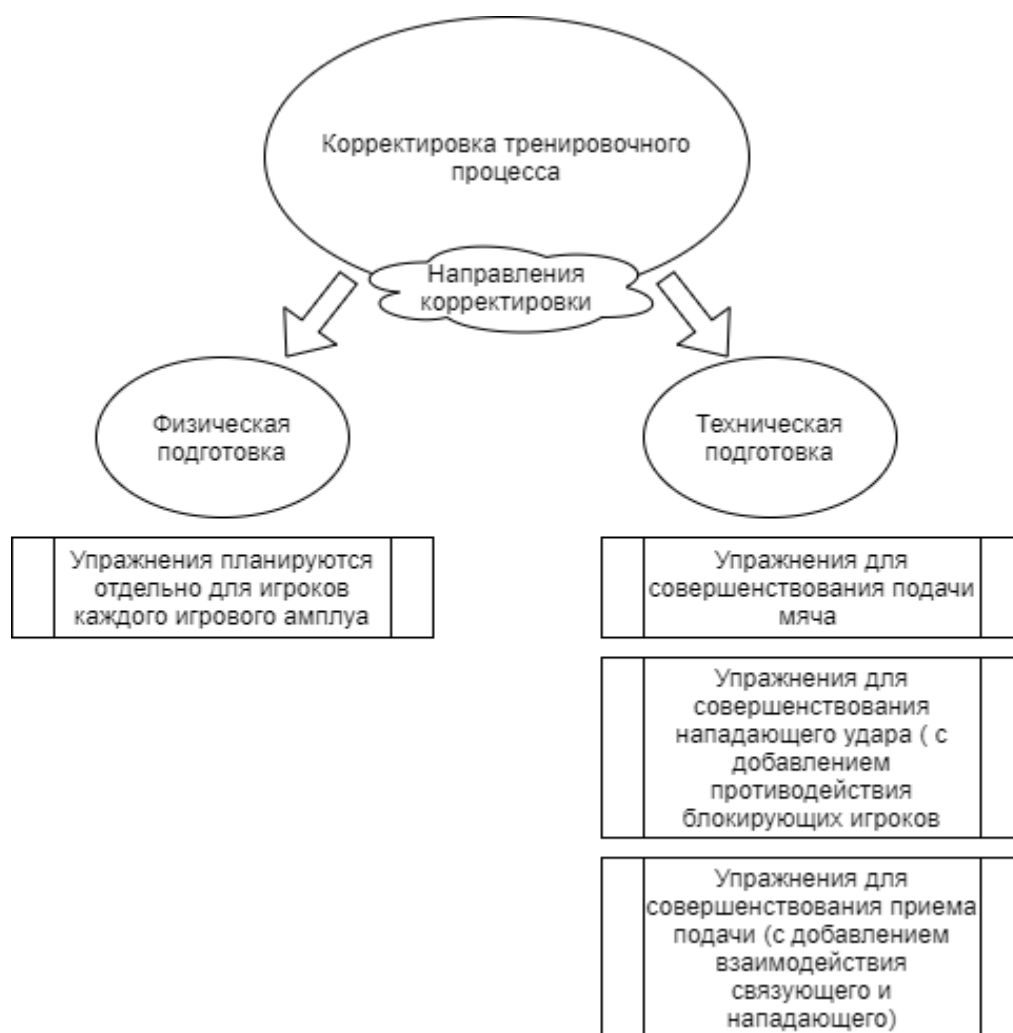 Корректировка тренировочного
процесса
Направления
корректировки
Физическая
подготовка
Техническая
подготовка
Упражнения планируются
отдельно для игроков
каждого игрового амплуа
Упражнения для
совершенствования подачи
мяча
Упражнения для
совершенствования
нападающего удара ( с
добавлением
противодействия
блокирующих игроков
Упражнения для
совершенствования приема
подачи (с добавлением
взаимодействия
связующего и
нападающего)